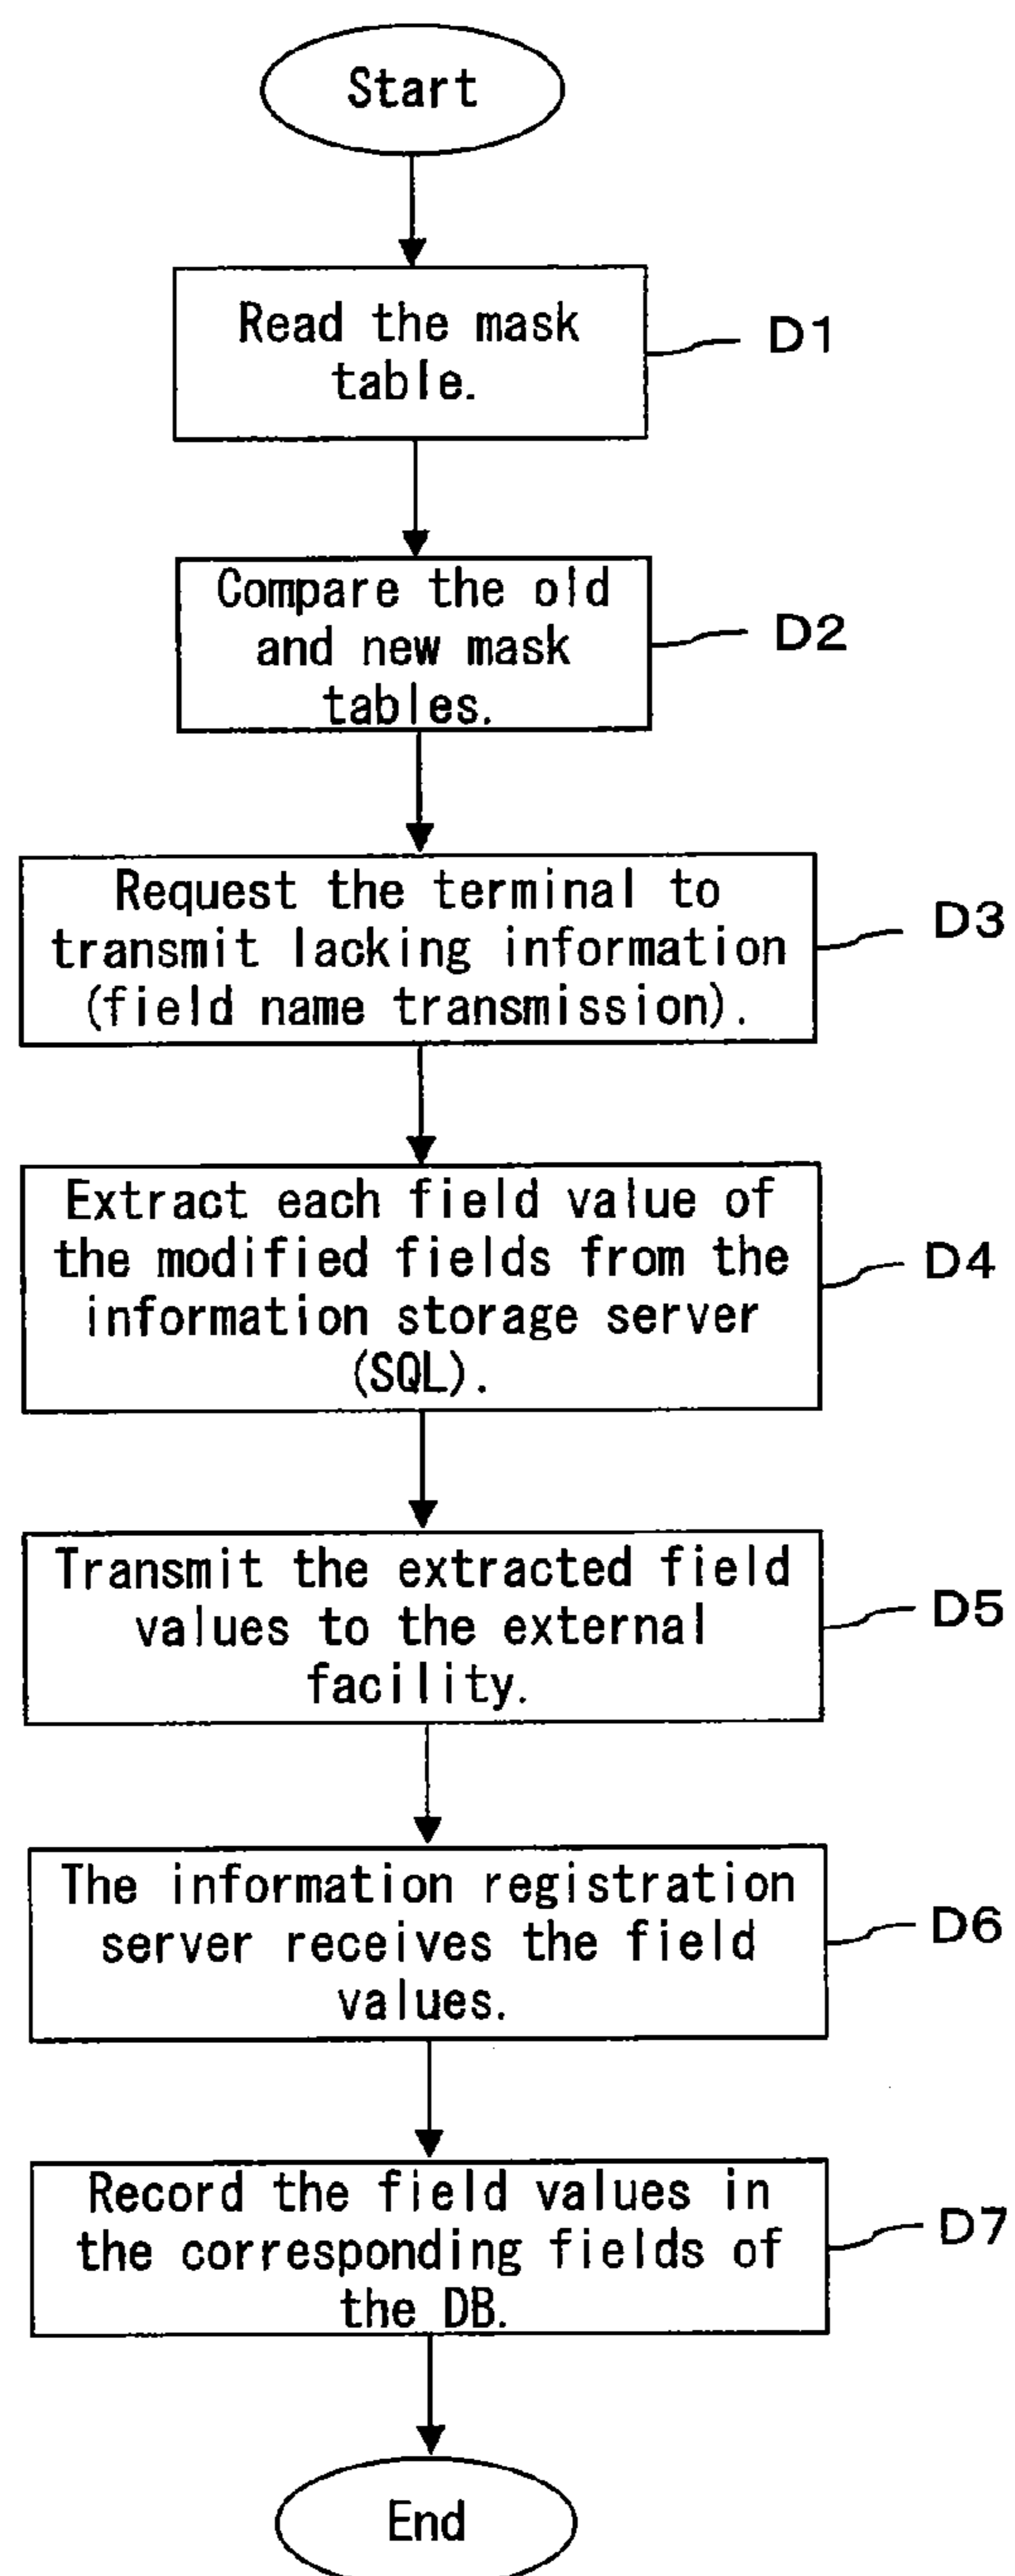 Start
Read the mask
table.
D1
Compare the old
and new mask
tables.
D2
Request the terminal to
transmit lacking information
(field name transmission).
D3
Extract each field value of
the modified fields from the
information storage server
(SQL).
D4
Transmit the extracted field
values to the external
facility.
D5
The information registration
server receives the field
values.
D6
Record the field values in
the corresponding fields of
the DB.
D7
End